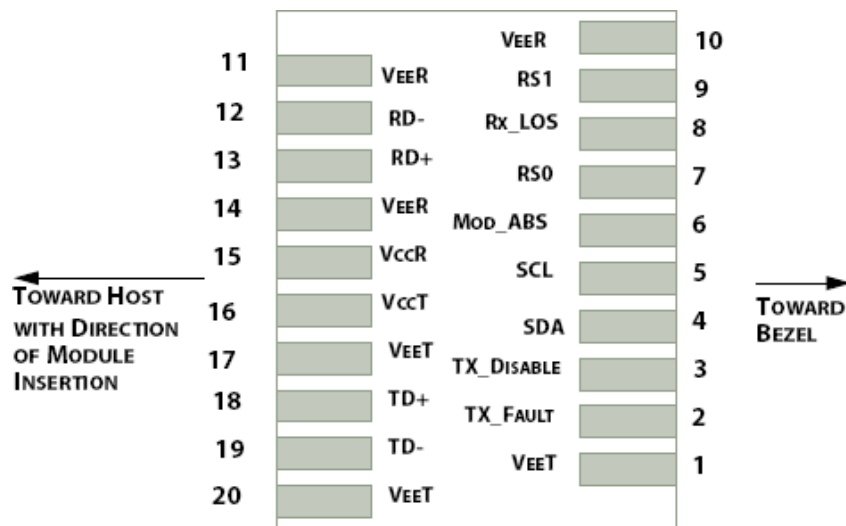 11
VEER
12
RD-
13
RD+
14
VEER
15
VCCR
16
VCCT
17
VEET
18
TD+
19
TD-
20
VEET
TOWARD HOST
WITH DIRECTION
OF MODULE
INSERTION
VEER
10
RS1
9
RX_LOS
8
RS0
7
MOD_ABS
6
SCL
5
SDA
4
TX_DISABLE
3
TX_FAULT
2
VEET
1
TOWARD
BEZEL